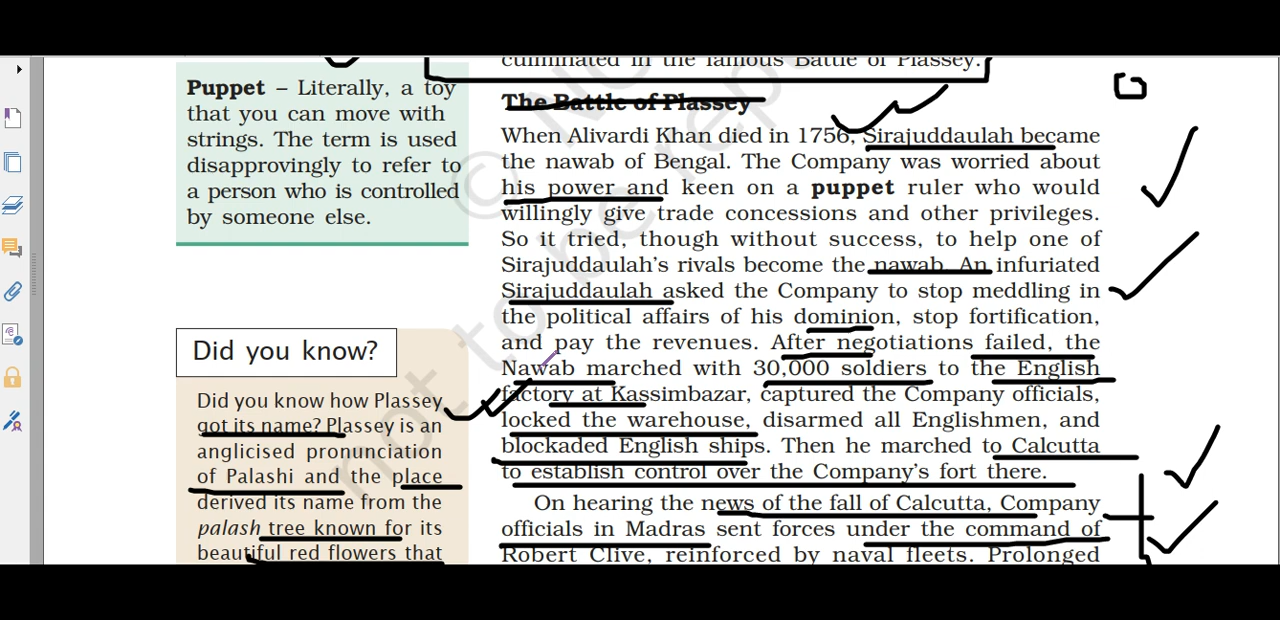 culminated in the famous Battle of Plassey.
Puppet – Literally, a toy
that you can move with
strings. The term is used
disapprovingly to refer to
a person who is controlled
by someone else.
Did you know?
Did you know how Plassey
got its name? Plassey is an
anglicised pronunciation
of Palashi and the place
derived its name from the
palash tree known for its
beautiful red flowers that
The Battle of Plassey
When Alivardi Khan died in 1756, Sirajuddaulah became
the nawab of Bengal. The Company was worried about
his power and keen on a puppet ruler who would
willingly give trade concessions and other privileges.
So it tried, though without success, to help one of
Sirajuddaulah's rivals become the nawab. An infuriated
Sirajuddaulah asked the Company to stop meddling in
the political affairs of his dominion, stop fortification,
and pay the revenues. After negotiations failed, the
Nawab marched with 30,000 soldiers to the English
factory at Kassimbazar, captured the Company officials,
locked the warehouse, disarmed all Englishmen, and
blockaded English ships. Then he marched to Calcutta
to establish control over the Company's fort there.
On hearing the news of the fall of Calcutta, Company
officials in Madras sent forces under the command of
Robert Clive, reinforced by naval fleets. Prolonged
not to be rep